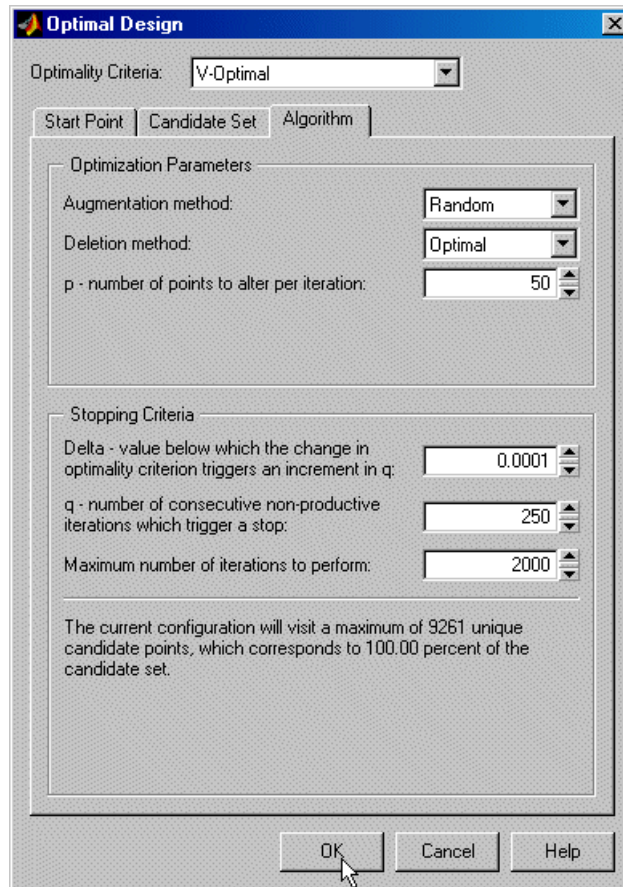 Optimal Design
Optimality Criteria: V-Optimal
Start Point Candidate Set Algorithm
Optimization Parameters
Augmentation method: Random
Deletion method: Optimal
p - number of points to alter per iteration: 50
Stopping Criteria
Delta - value below which the change in
optimality criterion triggers an increment in q: 0.0001
q - number of consecutive non-productive
iterations which trigger a stop: 250
Maximum number of iterations to perform: 2000
The current configuration will visit a maximum of 9261 unique
candidate points, which corresponds to 100.00 percent of the
candidate set.
OK Cancel Help